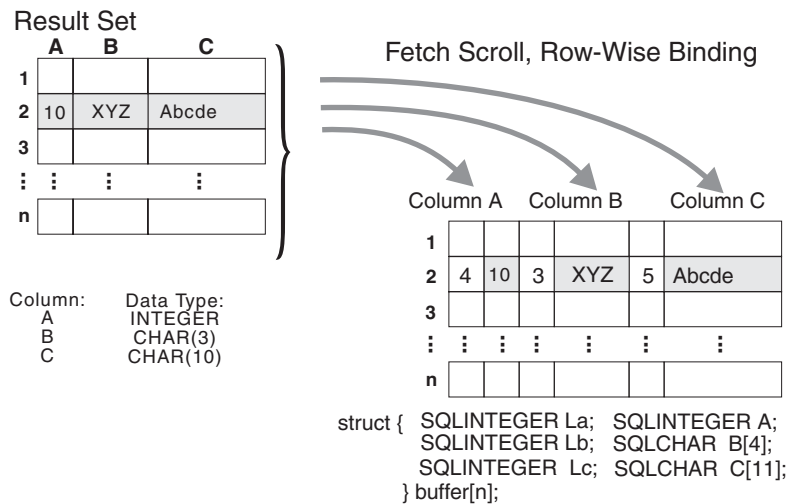 Result Set
A B C
1
2 10 XYZ Abcde
3
n
Fetch Scroll, Row-Wise Binding
Column A Column B Column C
1
2 4 10 3 XYZ 5 Abcde
3
n
Column: Data Type:
A INTEGER
B CHAR(3)
C CHAR(10)
struct { SQLINTEGER La; SQLINTEGER A;
SQLINTEGER Lb; SQLCHAR B[4];
SQLINTEGER Lc; SQLCHAR C[11];
} buffer[n];